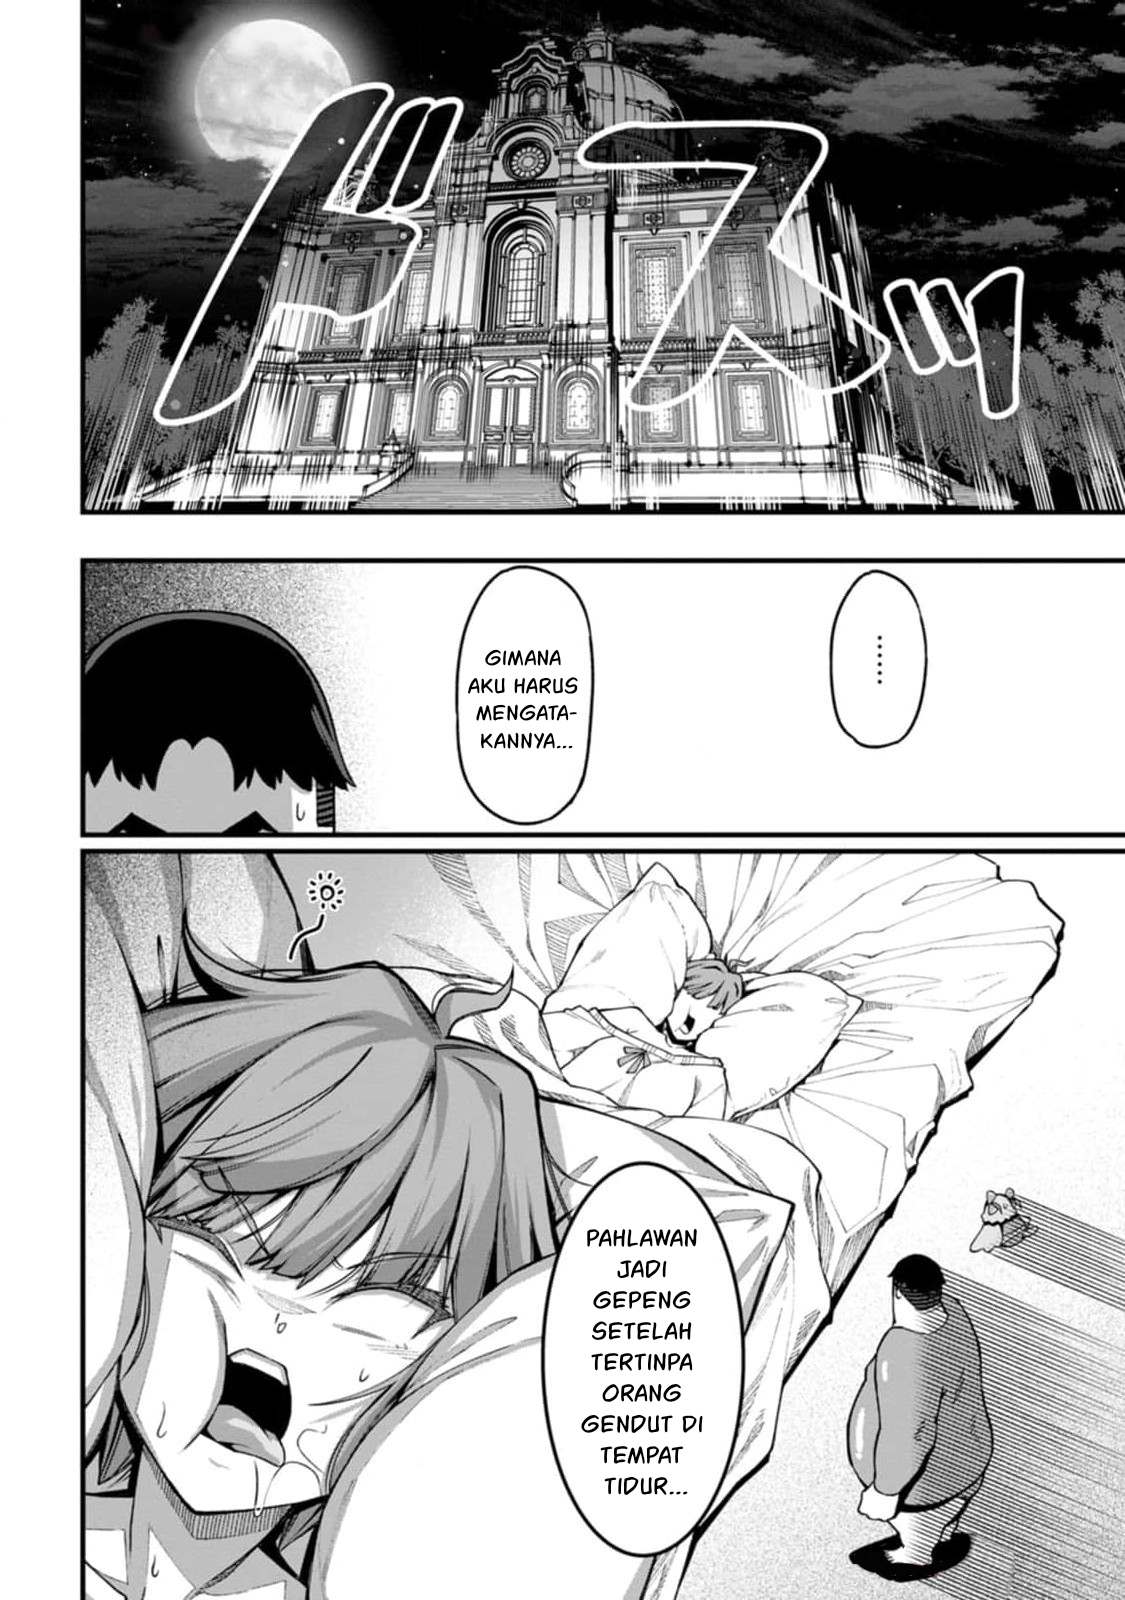 ドスッ
........
GIMANA
AKU HARUS
MENGATA-
KANNYA...
PAHLAWAN
JADI
GEPENG
SETELAH
TERTINPA
ORANG
GENDUT DI
TEMPAT
TIDUR...